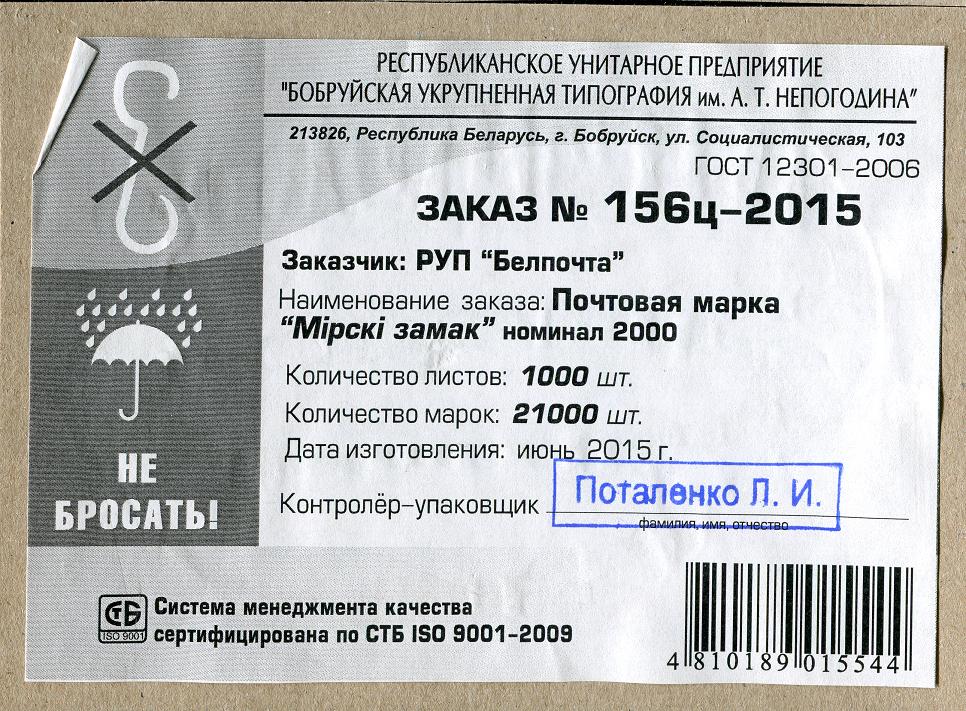 РЕСПУБЛИКАНСКОЕ УНИТАРНОЕ ПРЕДПРИЯТИЕ
"БОБРУЙСКАЯ УКРУПНЕННАЯ ТИПОГРАФИЯ им. А. Т. НЕПОГОДИНА"
213826, Республика Беларусь, г. Бобруйск, ул. Социалистическая, 103
ГОСТ 12301-2006
ЗАКАЗ № 156ц-2015
Заказчик: РУП "Белпочта"
Наименование заказа: Почтовая марка
"Мірскі замак" номинал 2000
Количество листов: 1000 шт.
Количество марок: 21000 шт.
Дата изготовления: июнь 2015 г.
Контролёр-упаковщик Поталенко Л. И.
фамилия, имя, отчество
НЕ
БРОСАТЬ!
СТБ
ISO 9001
Система менеджмента качества
сертифицирована по СТБ ISO 9001-2009
4 810189 015544